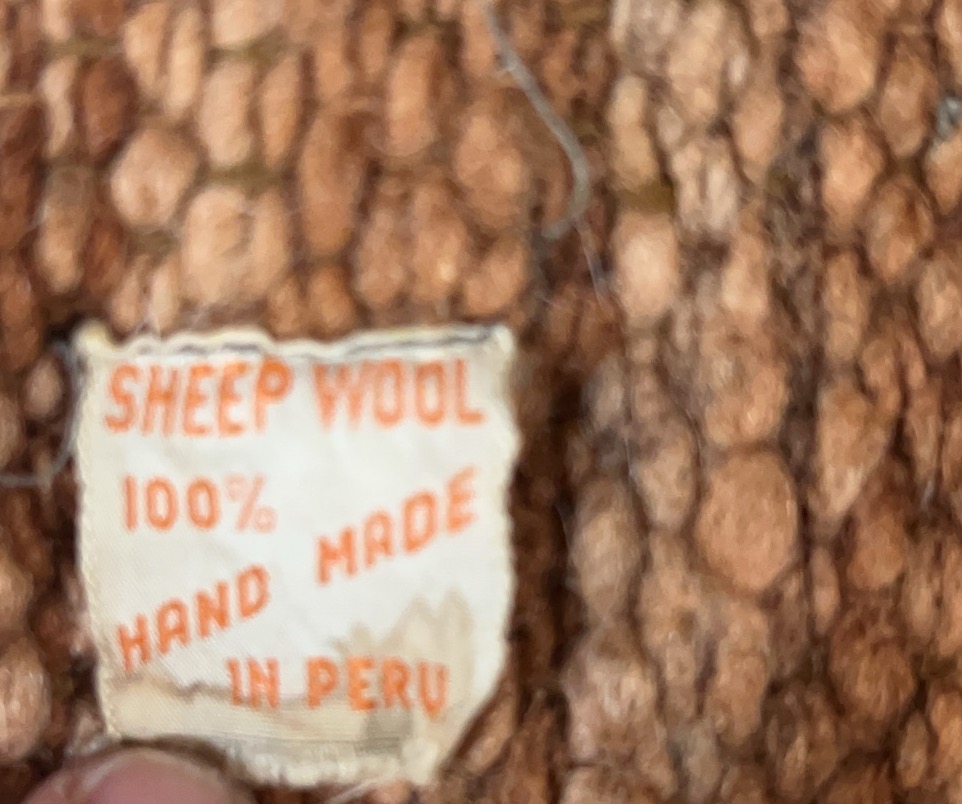 SHEEP WOOL
100%
HAND MADE
IN PERU